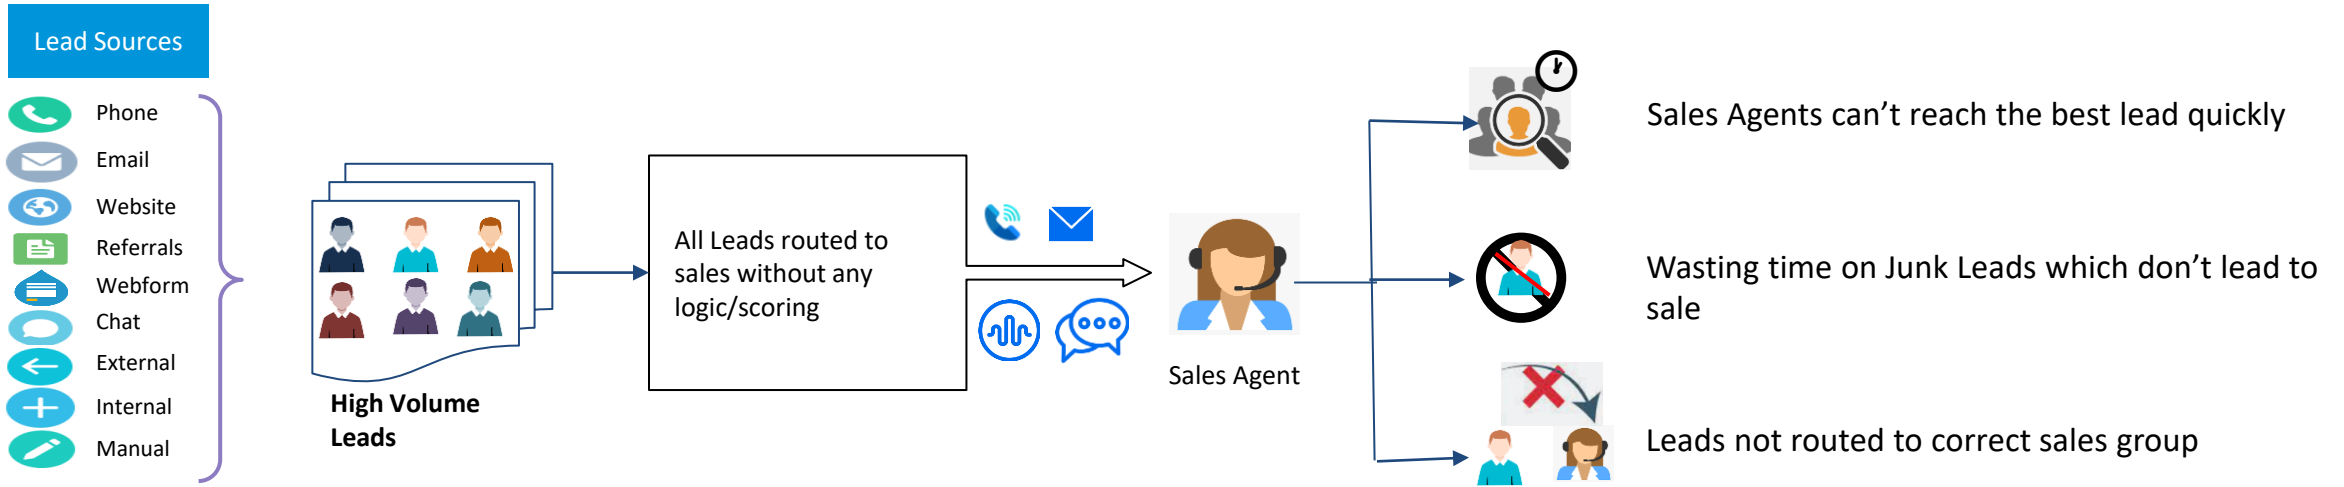 Lead Sources
Phone
Email
Website
Referrals
Webform
Chat
External
Internal
Manual
High Volume
Leads
All Leads routed to
sales without any
logic/scoring
Sales Agent
Sales Agents can’t reach the best lead quickly
Wasting time on Junk Leads which don’t lead to
sale
Leads not routed to correct sales group